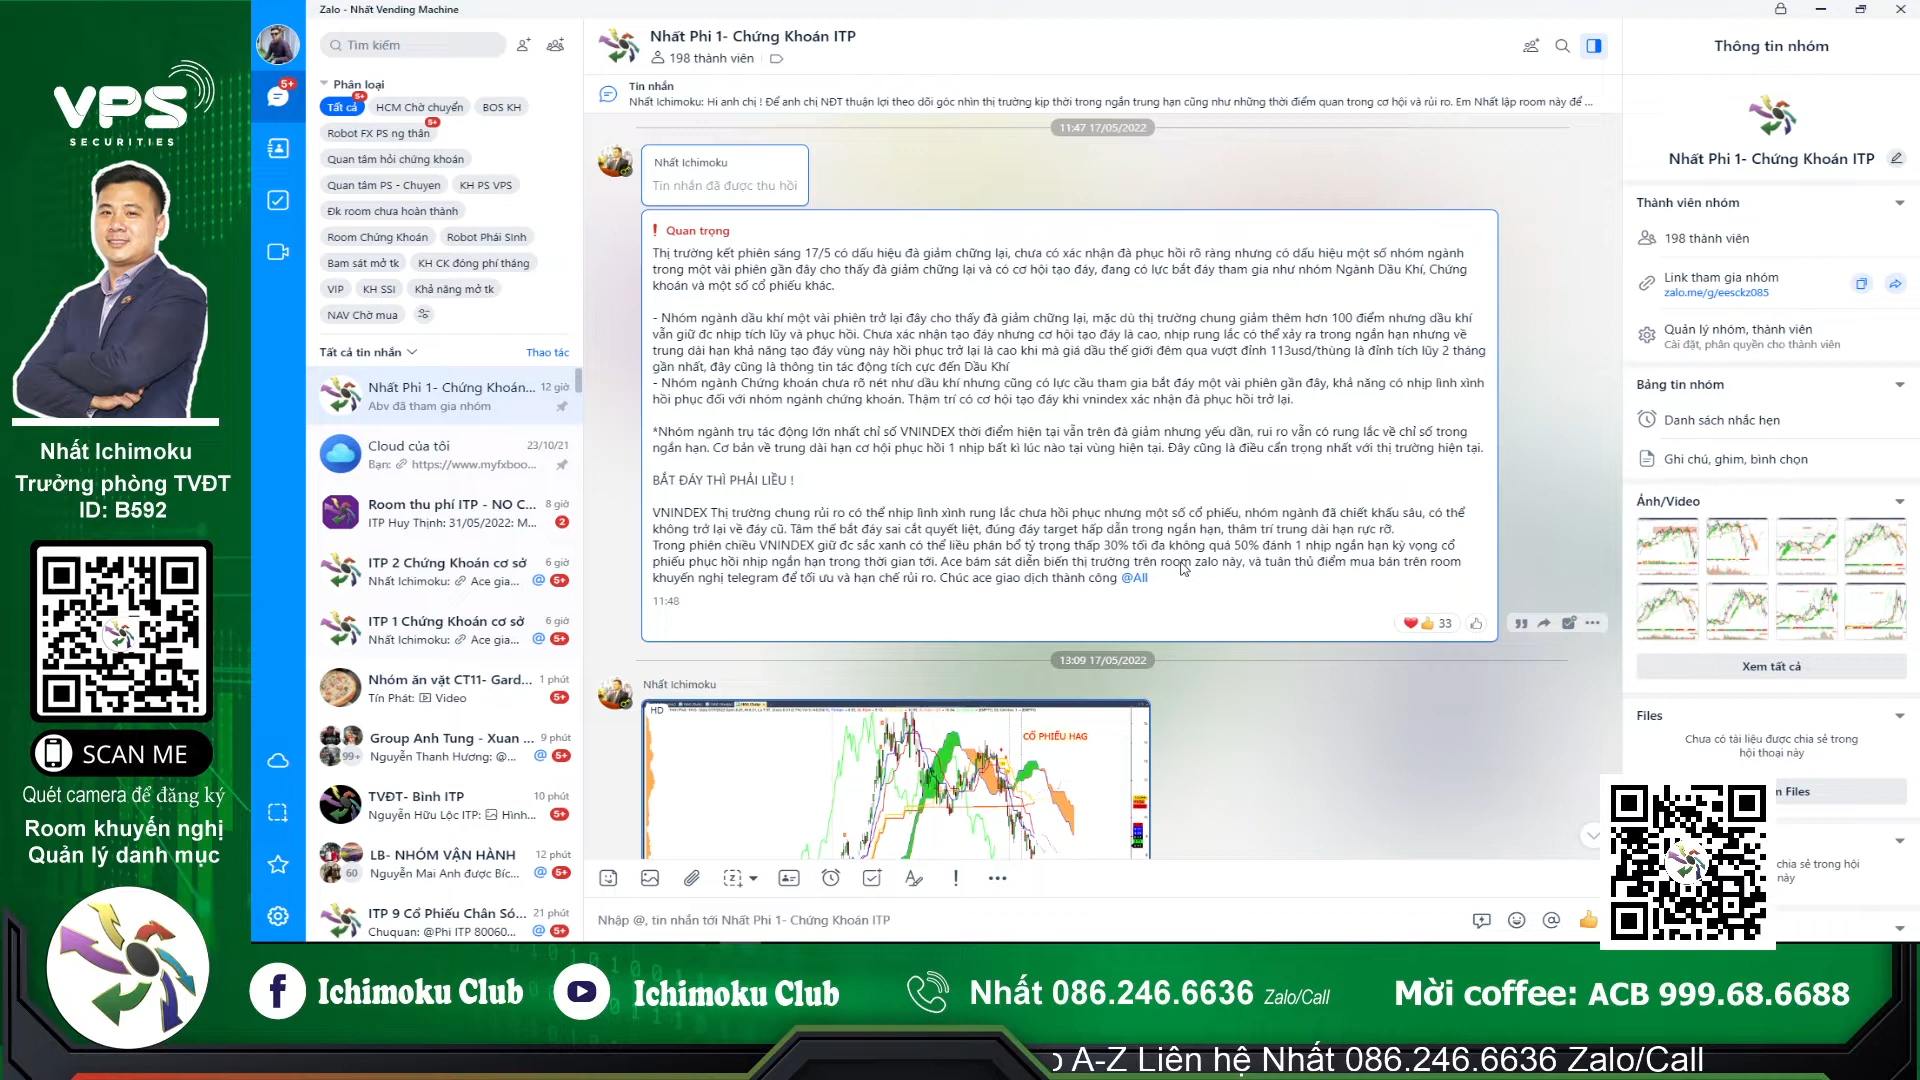 VPS
SECURITIES
Nhất Ichimoku
Trưởng phòng TVĐT
ID: B592
SCAN ME
Quét camera để đăng ký
Room khuyến nghị
Quản lý danh mục
Zalo - Nhất Vending Machine
Tìm kiếm
Phân loại
Tất cả 5+
HCM Chờ chuyển
BOS KH
Robot FX PS ng thân 5+
Quan tâm hỏi chứng khoán
Quan tâm PS - Chuyen
KH PS VPS
Đk room chưa hoàn thành
Room Chứng Khoán
Robot Phái Sinh
Bam sát mở tk
KH CK đóng phí tháng
VIP
KH SSI
Khả năng mở tk
NAV Chờ mua
Tất cả tin nhắn
Thao tác
Nhất Phi 1- Chứng Khoán... 12 giờ
Abv đã tham gia nhóm
Cloud của tôi 23/10/21
Bạn: https://www.myfxboo...
Room thu phí ITP - NO C... 8 giờ
ITP Huy Thịnh: 31/05/2022: M... 2
ITP 2 Chứng Khoán cơ sở 6 giờ
Nhất Ichimoku: Ace gia... @ 5+
ITP 1 Chứng Khoán cơ sở 6 giờ
Nhất Ichimoku: Ace gia... @ 5+
Nhóm ăn vặt CT11- Gard... 1 phút
Tín Phát: Video 5+
Group Anh Tung - Xuan ... 9 phút
99+ Nguyễn Thanh Hương: @... @ 5+
TVĐT- Bình ITP 10 phút
Nguyễn Hữu Lộc ITP: Hình... 5+
LB- NHÓM VẬN HÀNH 12 phút
60 Nguyễn Mai Anh được Bíc... @ 5+
ITP 9 Cổ Phiếu Chân Só... 21 phút
Chuquan: @Phi ITP 80060... @ 5+
Nhất Phi 1- Chứng Khoán ITP
198 thành viên
Tin nhắn
Nhất Ichimoku: Hi anh chị ! Để anh chị NĐT thuận lợi theo dõi góc nhìn thị trường kịp thời trong ngắn trung hạn cũng như những thời điểm quan trong cơ hội và rủi ro. Em Nhất lập room này để ...
11:47 17/05/2022
Nhất Ichimoku
Tin nhắn đã được thu hồi
! Quan trọng
Thị trường kết phiên sáng 17/5 có dấu hiệu đà giảm chững lại, chưa có xác nhận đà phục hồi rõ ràng nhưng có dấu hiệu một số nhóm ngành
trong một vài phiên gần đây cho thấy đà giảm chững lại và có cơ hội tạo đáy, đang có lực bắt đáy tham gia như nhóm Ngành Dầu Khí, Chứng
khoán và một số cổ phiếu khác.
- Nhóm ngành dầu khí một vài phiên trở lại đây cho thấy đà giảm chững lại, mặc dù thị trường chung giảm thêm hơn 100 điểm nhưng dầu khí
vẫn giữ đc nhịp tích lũy và phục hồi. Chưa xác nhận tạo đáy nhưng cơ hội tạo đáy là cao, nhịp rung lắc có thể xảy ra trong ngắn hạn nhưng về
trung dài hạn khả năng tạo đáy vùng này hồi phục trở lại là cao khi mà giá dầu thế giới đêm qua vượt đỉnh 113usd/thùng là đỉnh tích lũy 2 tháng
gần nhất, đây cũng là thông tin tác động tích cực đến Dầu Khí
- Nhóm ngành Chứng khoán chưa rõ nét như dầu khí nhưng cũng có lực cầu tham gia bắt đáy một vài phiên gần đây, khả năng có nhịp lình xình
hồi phục đối với nhóm ngành chứng khoán. Thậm trí có cơ hội tạo đáy khi vnindex xác nhận đà phục hồi trở lại.
*Nhóm ngành trụ tác động lớn nhất chỉ số VNINDEX thời điểm hiện tại vẫn trên đà giảm nhưng yếu dần, rui ro vẫn có rung lắc về chỉ số trong
ngắn hạn. Cơ bản về trung dài hạn cơ hội phục hồi 1 nhịp bất kì lúc nào tại vùng hiện tại. Đây cũng là điều cẩn trọng nhất với thị trường hiện tại.
BẮT ĐÁY THÌ PHẢI LIỀU !
VNINDEX Thị trường chung rủi ro có thể nhịp lình xình rung lắc chưa hồi phục nhưng một số cổ phiếu, nhóm ngành đã chiết khấu sâu, có thể
không trở lại về đáy cũ. Tâm thế bắt đáy sai cắt quyết liệt, đúng đáy target hấp dẫn trong ngắn hạn, thâm trí trung dài hạn rực rỡ.
Trong phiên chiều VNINDEX giữ đc sắc xanh có thể liều phân bổ tỷ trọng thấp 30% tối đa không quá 50% đánh 1 nhịp ngắn hạn kỳ vọng cổ
phiếu phục hồi nhịp ngắn hạn trong thời gian tới. Ace bám sát diễn biến thị trường trên room zalo này, và tuân thủ điểm mua bán trên room
khuyến nghị telegram để tối ưu và hạn chế rủi ro. Chúc ace giao dịch thành công @All
11:48
33
13:09 17/05/2022
Nhất Ichimoku
HD
CỔ PHIẾU HAG
Nhập @, tin nhắn tới Nhất Phi 1- Chứng Khoán ITP
Thông tin nhóm
Nhất Phi 1- Chứng Khoán ITP
Thành viên nhóm
198 thành viên
Link tham gia nhóm
zalo.me/g/eesckz085
Quản lý nhóm, thành viên
Cài đặt, phân quyền cho thành viên
Bảng tin nhóm
Danh sách nhắc hẹn
Ghi chú, ghim, bình chọn
Ảnh/Video
Xem tất cả
Files
Chưa có tài liệu được chia sẻ trong
hội thoại này
Files
chia sẻ trong hội
này
Ichimoku Club
Ichimoku Club
Nhất 086.246.6636 Zalo/Call
Mời coffee: ACB 999.68.6688
A-Z Liên hệ Nhất 086.246.6636 Zalo/Call